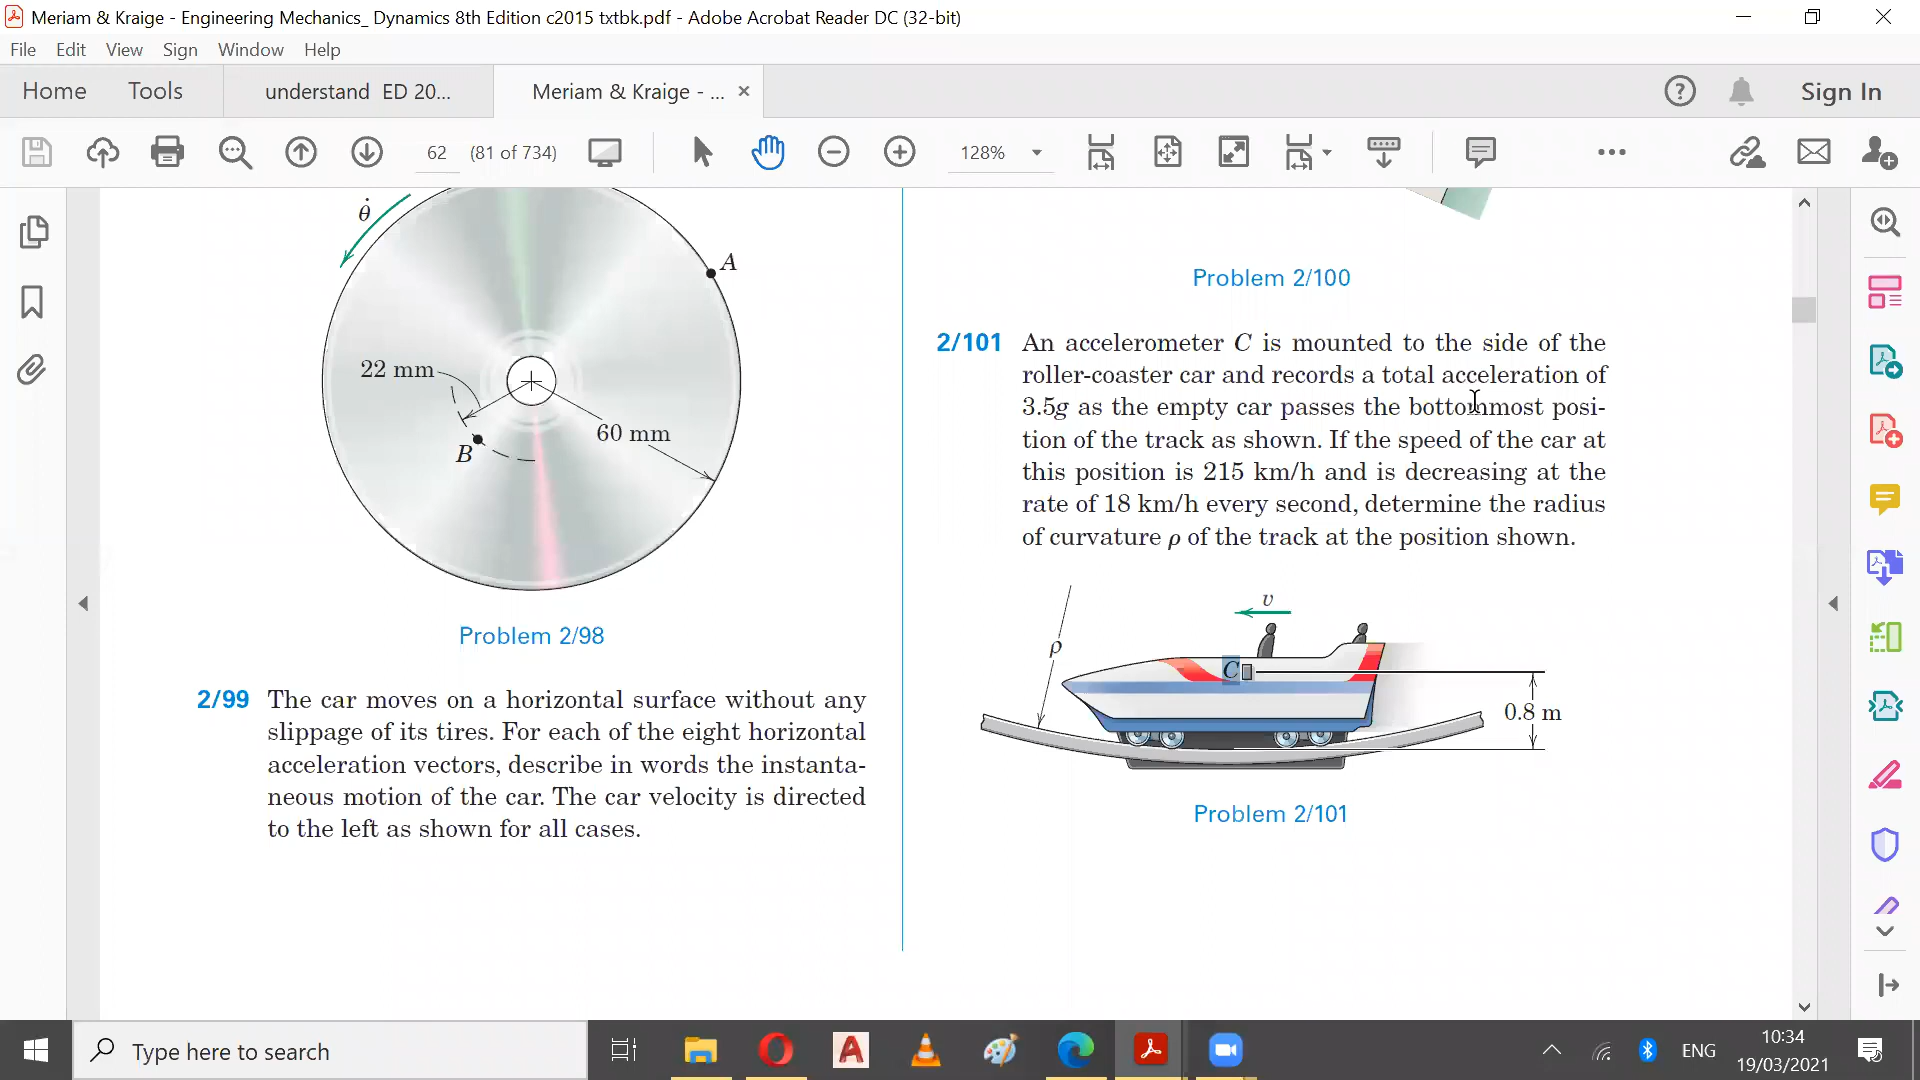 Meriam & Kraige - Engineering Mechanics_ Dynamics 8th Edition c2015 txtbk.pdf - Adobe Acrobat Reader DC (32-bit)
File Edit View Sign Window Help
Home Tools understand ED 20... Meriam & Kraige - ... × Sign In
62 (81 of 734) 128%
θ̇
A
22 mm
60 mm
B
Problem 2/98
2/99 The car moves on a horizontal surface without any
slippage of its tires. For each of the eight horizontal
acceleration vectors, describe in words the instanta-
neous motion of the car. The car velocity is directed
to the left as shown for all cases.
Problem 2/100
2/101 An accelerometer C is mounted to the side of the
roller-coaster car and records a total acceleration of
3.5g as the empty car passes the bottommost posi-
tion of the track as shown. If the speed of the car at
this position is 215 km/h and is decreasing at the
rate of 18 km/h every second, determine the radius
of curvature ρ of the track at the position shown.
v
ρ
C
0.8 m
Problem 2/101
Type here to search
ENG
10:34
19/03/2021